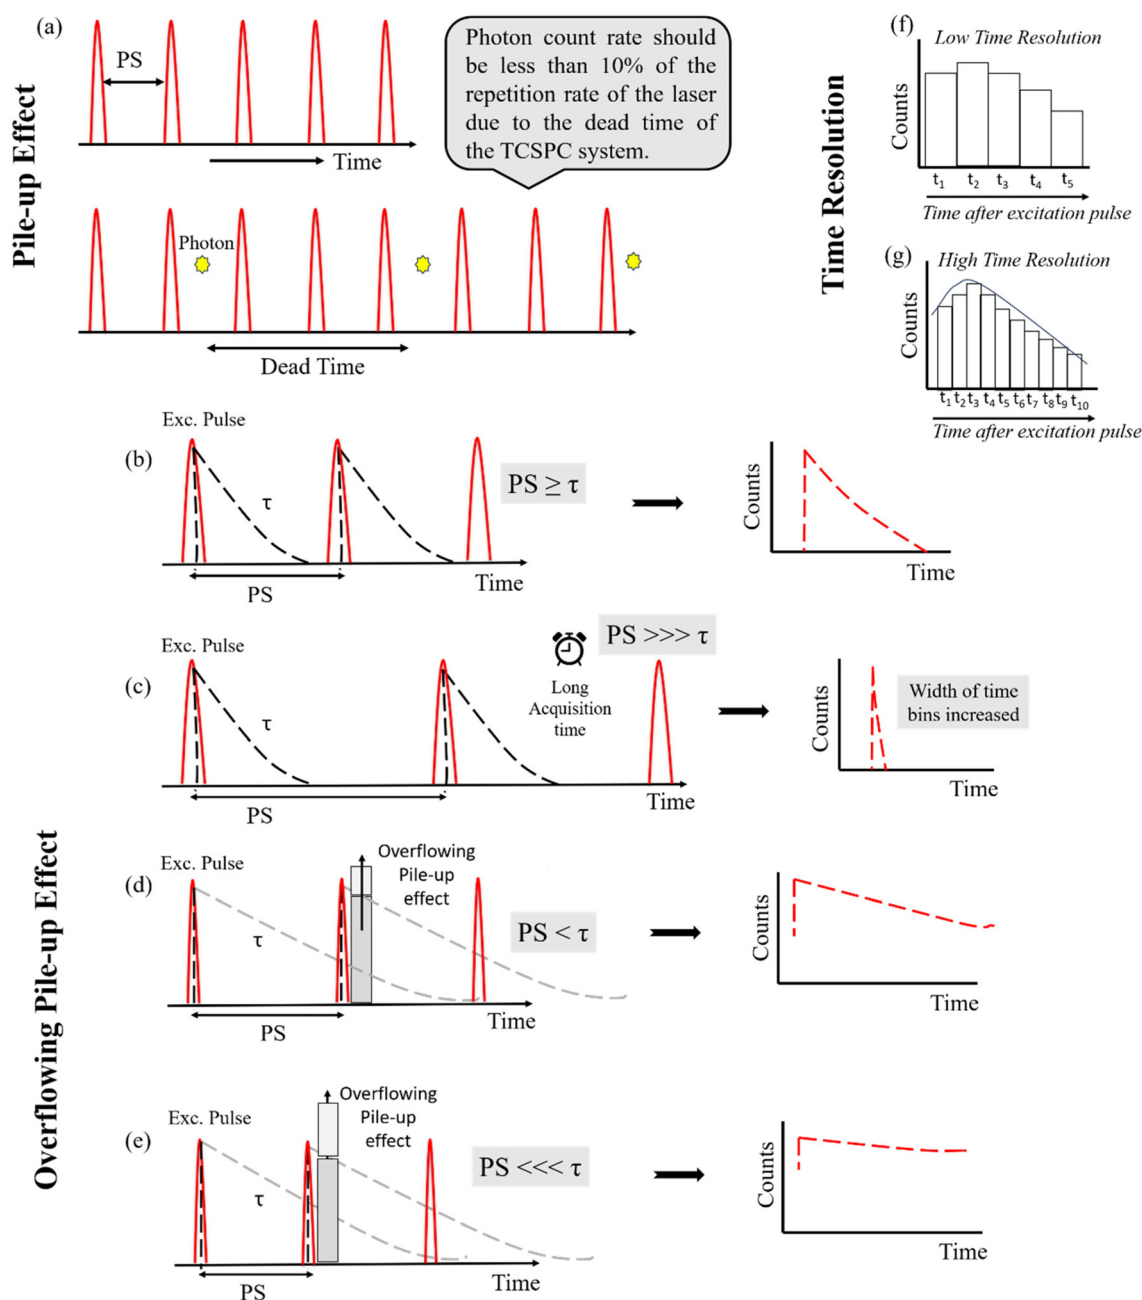 Pile-up Effect
(a)
PS
Time
Photon count rate should
be less than 10% of the
repetition rate of the laser
due to the dead time of
the TCSPC system.
Photon
Dead Time
Time Resolution
(f)
Low Time Resolution
Counts
t1 t2 t3 t4 t5
Time after excitation pulse
(g)
High Time Resolution
Counts
t1 t2 t3 t4 t5 t6 t7 t8 t9 t10
Time after excitation pulse
Overflowing Pile-up Effect
Exc. Pulse
(b)
τ
PS ≥ τ
PS
Time
Counts
Time
Exc. Pulse
(c)
τ
PS >>> τ
Long
Acquisition
time
PS
Time
Counts
Width of time
bins increased
Time
Exc. Pulse
(d)
Overflowing
Pile-up
effect
τ
PS < τ
PS
Time
Counts
Time
Exc. Pulse
(e)
Overflowing
Pile-up
effect
τ
PS <<< τ
PS
Time
Counts
Time